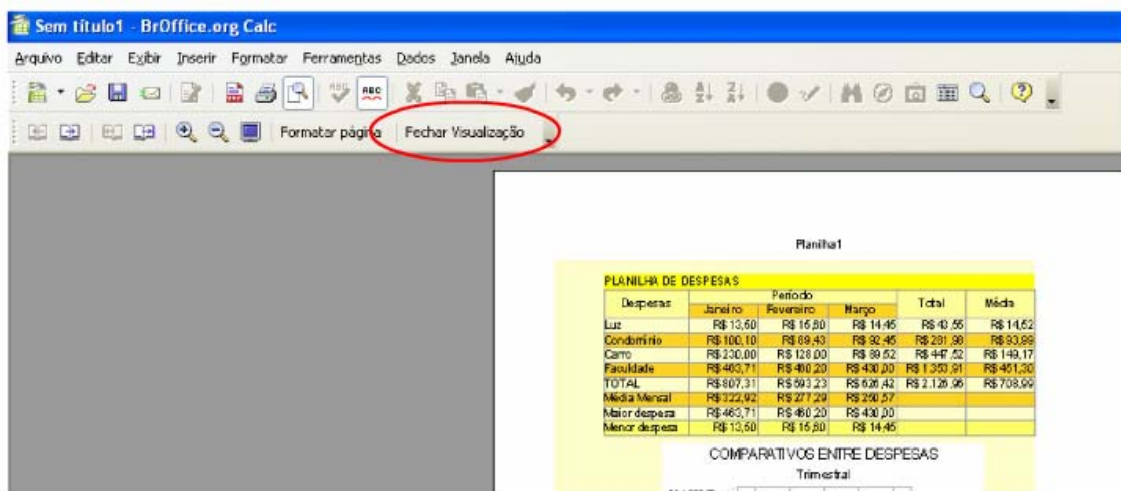 Sem título1 - BrOffice.org Calc
Arquivo Editar Exibir Inserir Formatar Ferramentas Dados Janela Ajuda
Formatar página Fechar Visualização
Planilha1
PLANILHA DE DESPESAS
Despesas Período Total Média
Janeiro Fevereiro Março
Luz R$ 13,50 R$ 15,60 R$ 14,45 R$ 43,55 R$ 14,52
Condomínio R$ 100,10 R$ 89,43 R$ 92,45 R$ 281,98 R$ 93,99
Carro R$ 230,00 R$ 128,00 R$ 89,52 R$ 447,52 R$ 149,17
Faculdade R$ 463,71 R$ 460,20 R$ 430,00 R$ 1.353,91 R$ 451,30
TOTAL R$ 807,31 R$ 693,23 R$ 626,42 R$ 2.126,96 R$ 708,99
Média Mensal R$ 322,92 R$ 277,29 R$ 250,57
Maior despesa R$ 463,71 R$ 460,20 R$ 430,00
Menor despesa R$ 13,50 R$ 15,60 R$ 14,45
COMPARATIVOS ENTRE DESPESAS
Trimestral